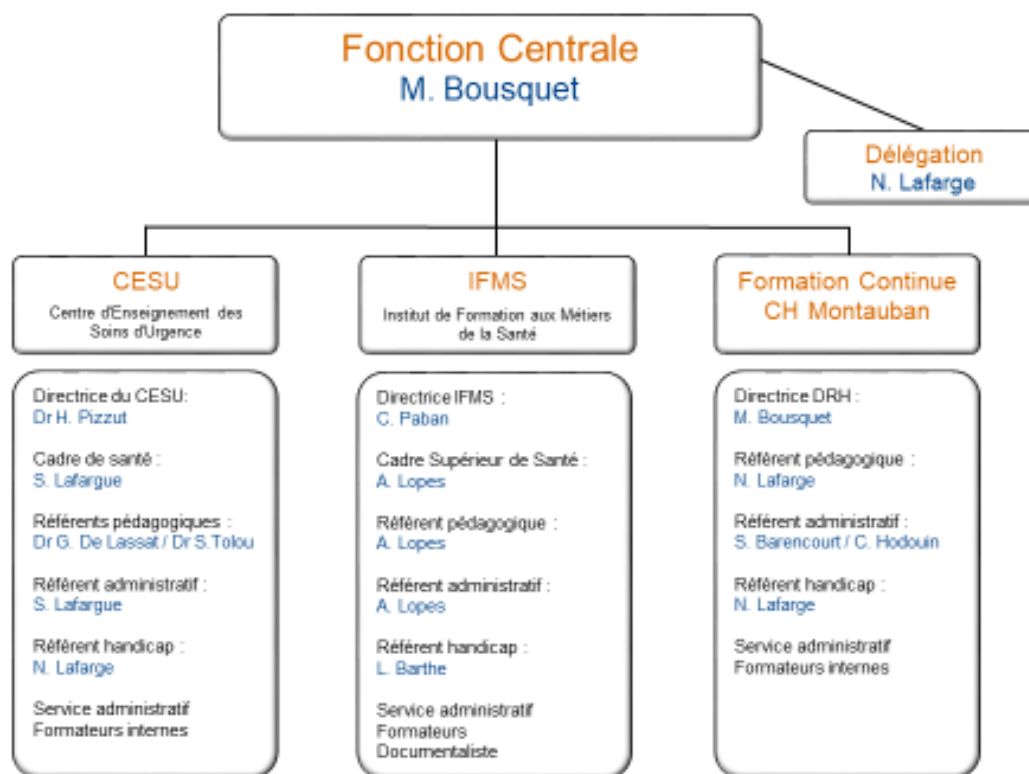 Fonction Centrale
M. Bousquet
Délégation
N. Lafarge
CESU
Centre d'Enseignement des
Soins d'Urgence
IFMS
Institut de Formation aux Métiers
de la Santé
Formation Continue
CH Montauban
Directrice du CESU:
Dr H. Pizzut
Cadre de santé :
S. Lafargue
Référents pédagogiques :
Dr G. De Lassat / Dr S.Tolou
Référent administratif :
S. Lafargue
Référent handicap :
N. Lafarge
Service administratif
Formateurs internes
Directrice IFMS :
C. Paban
Cadre Supérieur de Santé :
A. Lopes
Référent pédagogique :
A. Lopes
Référent administratif :
A. Lopes
Référent handicap :
L. Barthe
Service administratif
Formateurs
Documentaliste
Directrice DRH :
M. Bousquet
Référent pédagogique :
N. Lafarge
Référent administratif :
S. Barencourt / C. Hodouin
Référent handicap :
N. Lafarge
Service administratif
Formateurs internes